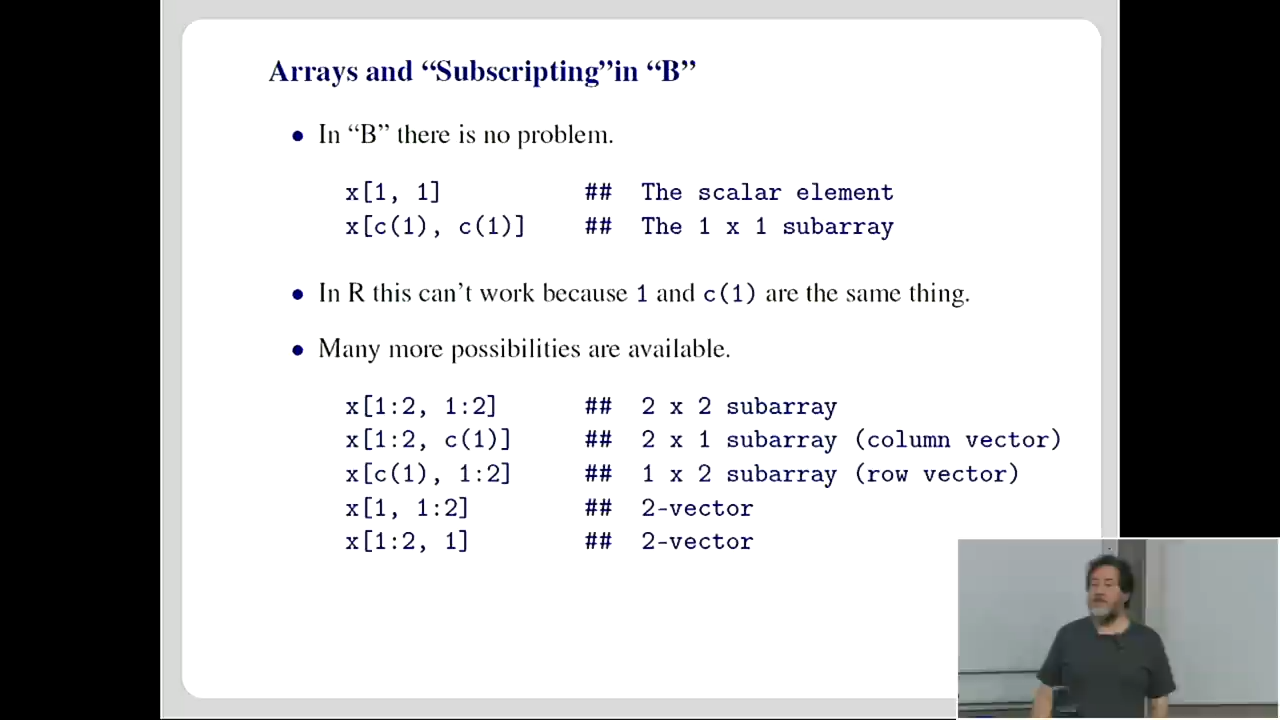 Arrays and “Subscripting”in “B”
• In “B” there is no problem.
x[1, 1] ## The scalar element
x[c(1), c(1)] ## The 1 x 1 subarray
• In R this can’t work because 1 and c(1) are the same thing.
• Many more possibilities are available.
x[1:2, 1:2] ## 2 x 2 subarray
x[1:2, c(1)] ## 2 x 1 subarray (column vector)
x[c(1), 1:2] ## 1 x 2 subarray (row vector)
x[1, 1:2] ## 2-vector
x[1:2, 1] ## 2-vector